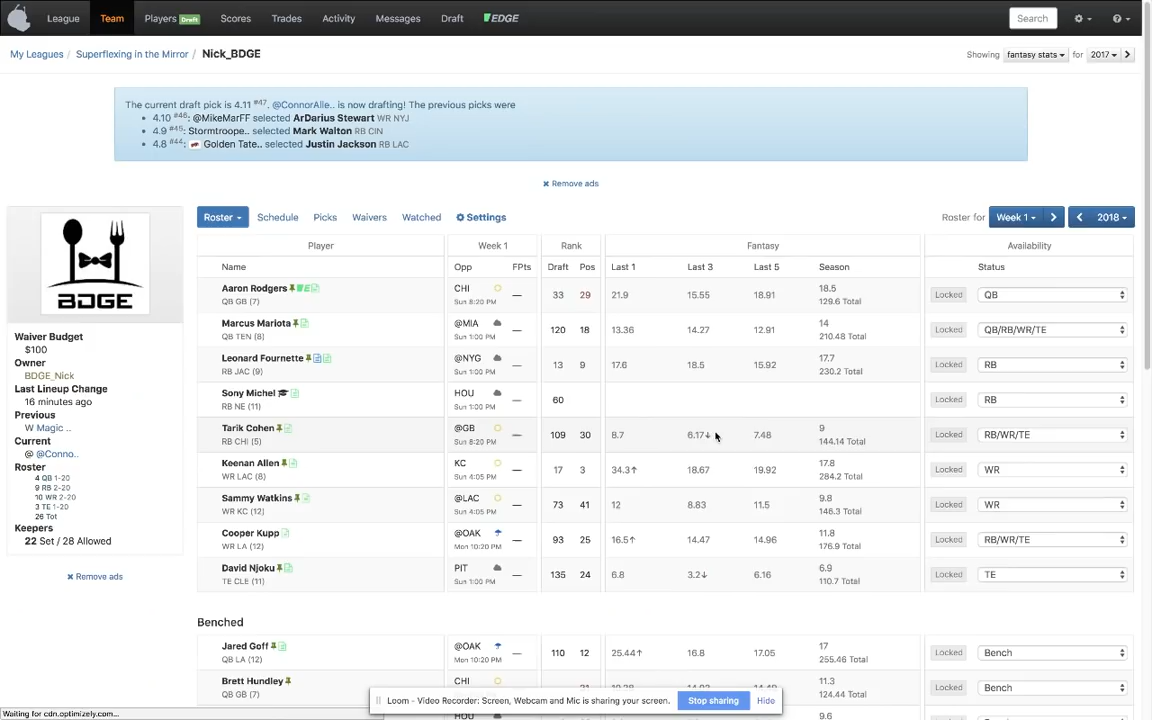 League Team Players Draft Scores Trades Activity Messages Draft EDGE Search
My Leagues / Superflexing in the Mirror / Nick_BDGE Showing fantasy stats for 2017
The current draft pick is 4.11 #47. @ConnorAlle.. is now drafting! The previous picks were
• 4.10 #46: @MikeMarFF selected ArDarius Stewart WR NYJ
• 4.9 #45: Stormtroope.. selected Mark Walton RB CIN
• 4.8 #44: Golden Tate.. selected Justin Jackson RB LAC
Remove ads
BDGE
Waiver Budget
$100
Owner
BDGE_Nick
Last Lineup Change
16 minutes ago
Previous
W Magic ..
Current
@ @Conno..
Roster
4 QB 1-20
9 RB 2-20
10 WR 2-20
3 TE 1-20
26 Tot
Keepers
22 Set / 28 Allowed
Remove ads
Roster Schedule Picks Waivers Watched Settings Roster for Week 1 2018
Player Week 1 Rank Fantasy Availability
Name Opp FPts Draft Pos Last 1 Last 3 Last 5 Season Status
Aaron Rodgers CHI — 33 29 21.9 15.55 18.91 18.5 Locked QB
QB GB (7) Sun 8:20 PM 129.6 Total
Marcus Mariota @MIA — 120 18 13.36 14.27 12.91 14 Locked QB/RB/WR/TE
QB TEN (8) Sun 1:00 PM 210.48 Total
Leonard Fournette @NYG — 13 9 17.6 18.5 15.92 17.7 Locked RB
RB JAC (9) Sun 1:00 PM 230.2 Total
Sony Michel HOU — 60 Locked RB
RB NE (11) Sun 1:00 PM
Tarik Cohen @GB — 109 30 8.7 6.17↓ 7.48 9 Locked RB/WR/TE
RB CHI (5) Sun 8:20 PM 144.14 Total
Keenan Allen KC — 17 3 34.3↑ 18.67 19.92 17.8 Locked WR
WR LAC (8) Sun 4:05 PM 284.2 Total
Sammy Watkins @LAC — 73 41 12 8.83 11.5 9.8 Locked WR
WR KC (12) Sun 4:05 PM 146.3 Total
Cooper Kupp @OAK — 93 25 16.5↑ 14.47 14.96 11.8 Locked RB/WR/TE
WR LA (12) Mon 10:20 PM 176.9 Total
David Njoku PIT — 135 24 6.8 3.2↓ 6.16 6.9 Locked TE
TE CLE (11) Sun 1:00 PM 110.7 Total
Benched
Jared Goff @OAK — 110 12 25.44↑ 16.8 17.05 17 Locked Bench
QB LA (12) Mon 10:20 PM 255.46 Total
Brett Hundley CHI 11.3 Locked Bench
QB GB (7) 124.44 Total
Loom - Video Recorder: Screen, Webcam and Mic is sharing your screen. Stop sharing Hide
Waiting for cdn.optimizely.com...
HOU 9.6